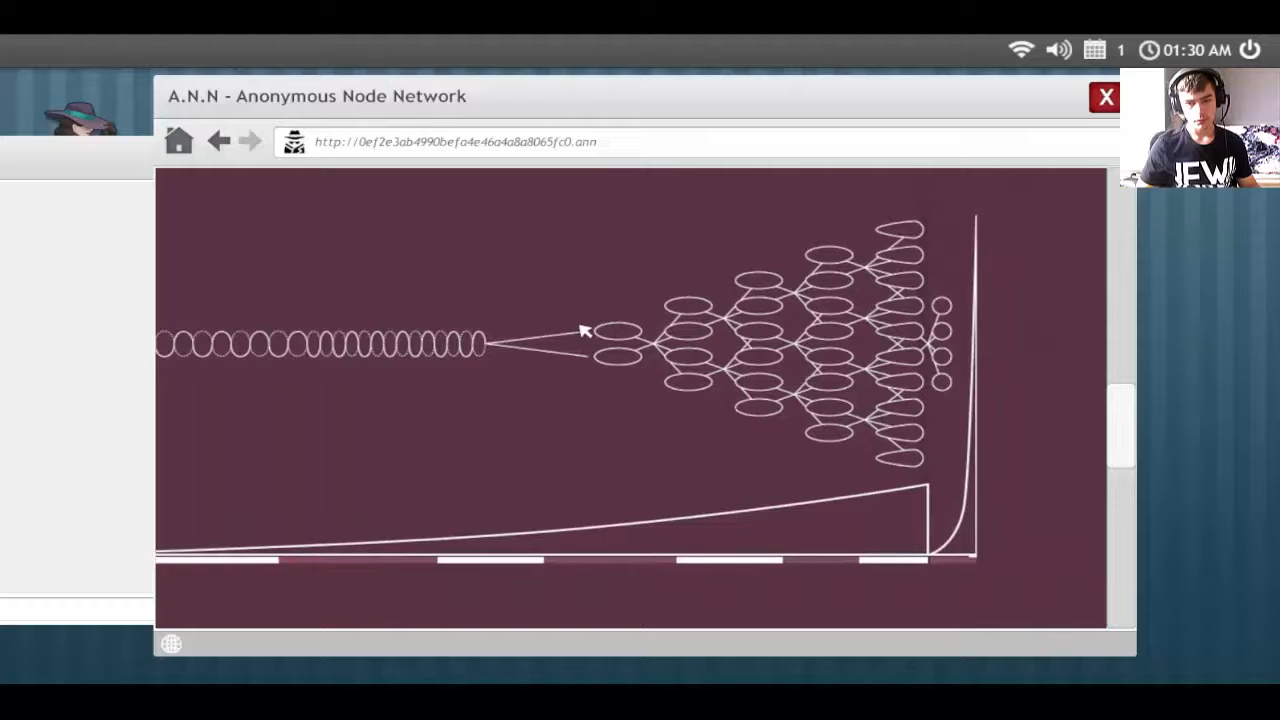 1 01:30 AM
A.N.N - Anonymous Node Network
X
http://0ef2e3ab4990befa4e46a4a8a8065fc0.ann